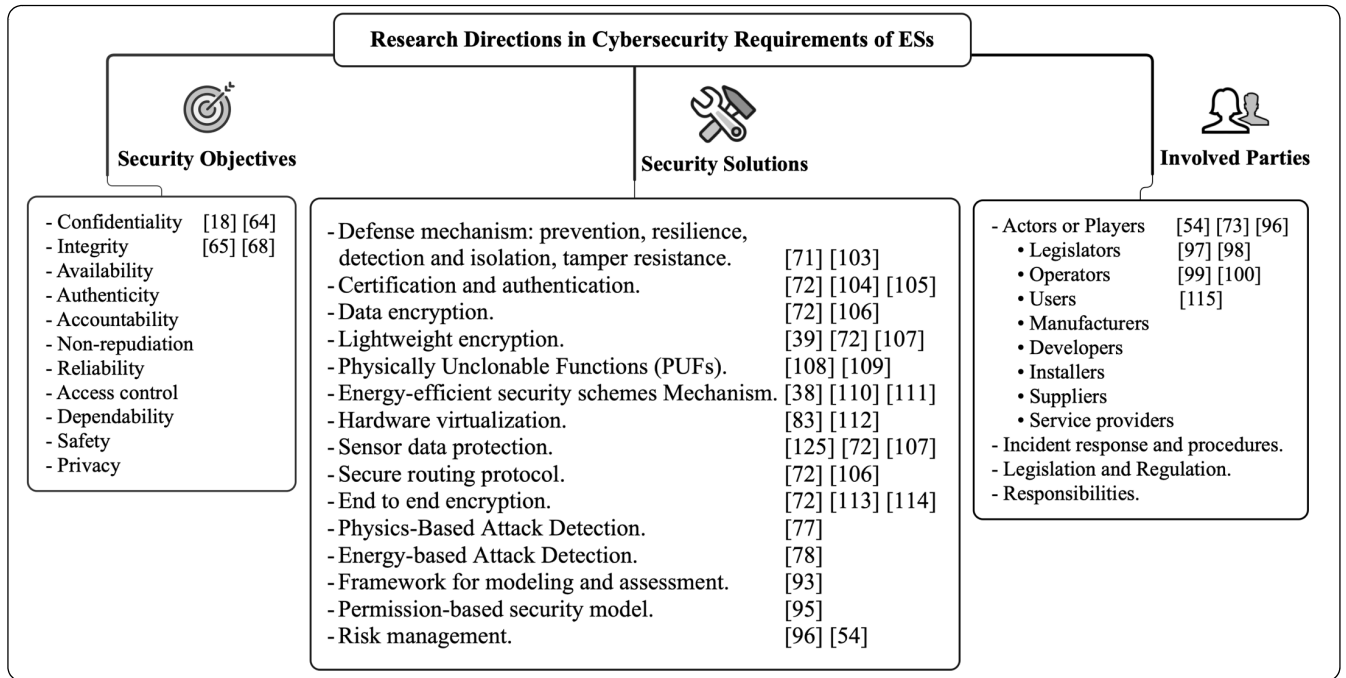 Research Directions in Cybersecurity Requirements of ESs
Security Objectives
- Confidentiality [18] [64]
- Integrity [65] [68]
- Availability
- Authenticity
- Accountability
- Non-repudiation
- Reliability
- Access control
- Dependability
- Safety
- Privacy
Security Solutions
- Defense mechanism: prevention, resilience,
detection and isolation, tamper resistance. [71] [103]
- Certification and authentication. [72] [104] [105]
- Data encryption. [72] [106]
- Lightweight encryption. [39] [72] [107]
- Physically Unclonable Functions (PUFs). [108] [109]
- Energy-efficient security schemes Mechanism. [38] [110] [111]
- Hardware virtualization. [83] [112]
- Sensor data protection. [125] [72] [107]
- Secure routing protocol. [72] [106]
- End to end encryption. [72] [113] [114]
- Physics-Based Attack Detection. [77]
- Energy-based Attack Detection. [78]
- Framework for modeling and assessment. [93]
- Permission-based security model. [95]
- Risk management. [96] [54]
Involved Parties
- Actors or Players [54] [73] [96]
• Legislators [97] [98]
• Operators [99] [100]
• Users [115]
• Manufacturers
• Developers
• Installers
• Suppliers
• Service providers
- Incident response and procedures.
- Legislation and Regulation.
- Responsibilities.